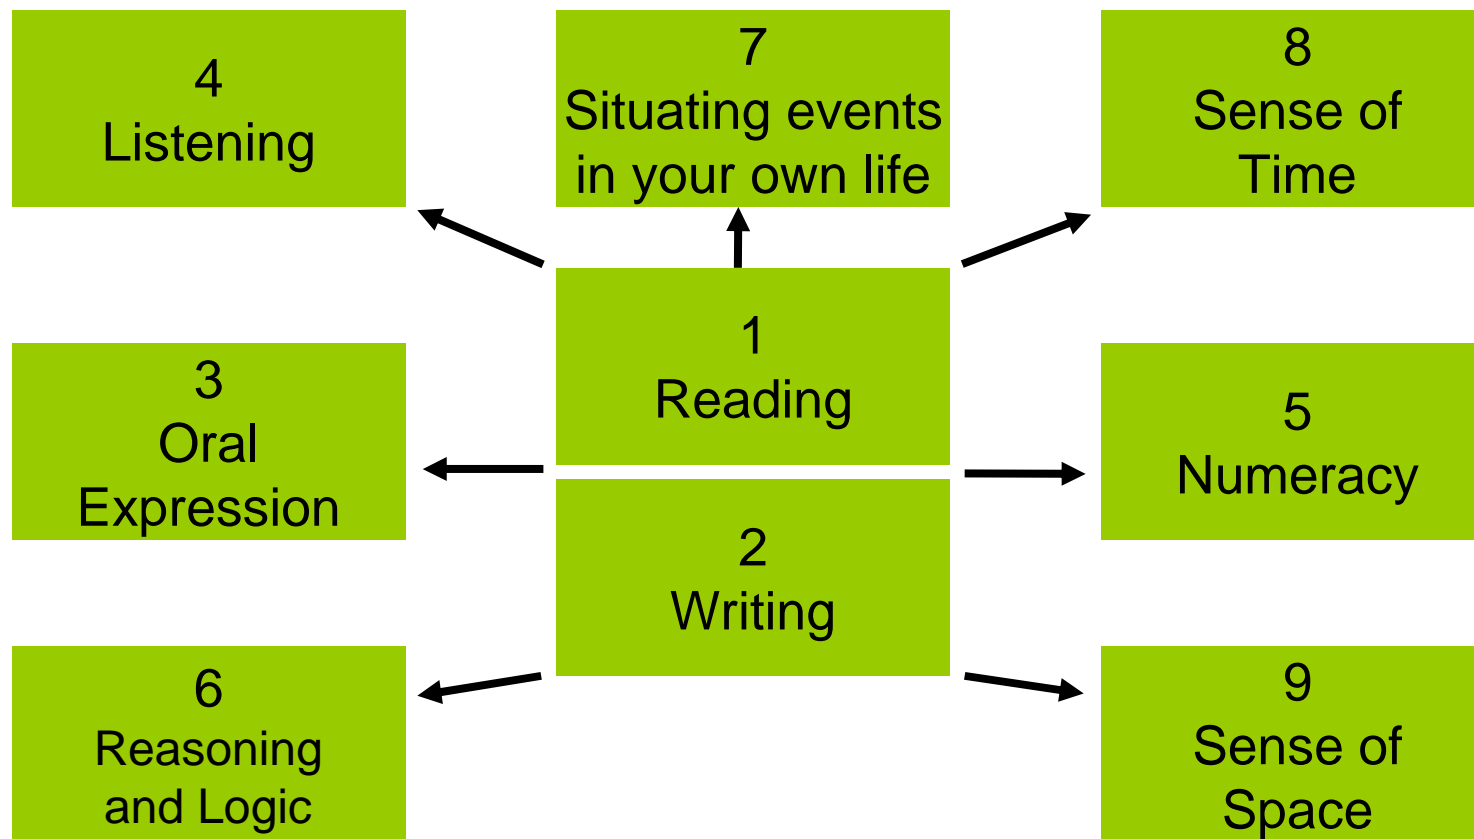 4
Listening
7
Situating events
in your own life
8
Sense of
Time
1
Reading
3
Oral
Expression
5
Numeracy
2
Writing
6
Reasoning
and Logic
9
Sense of
Space